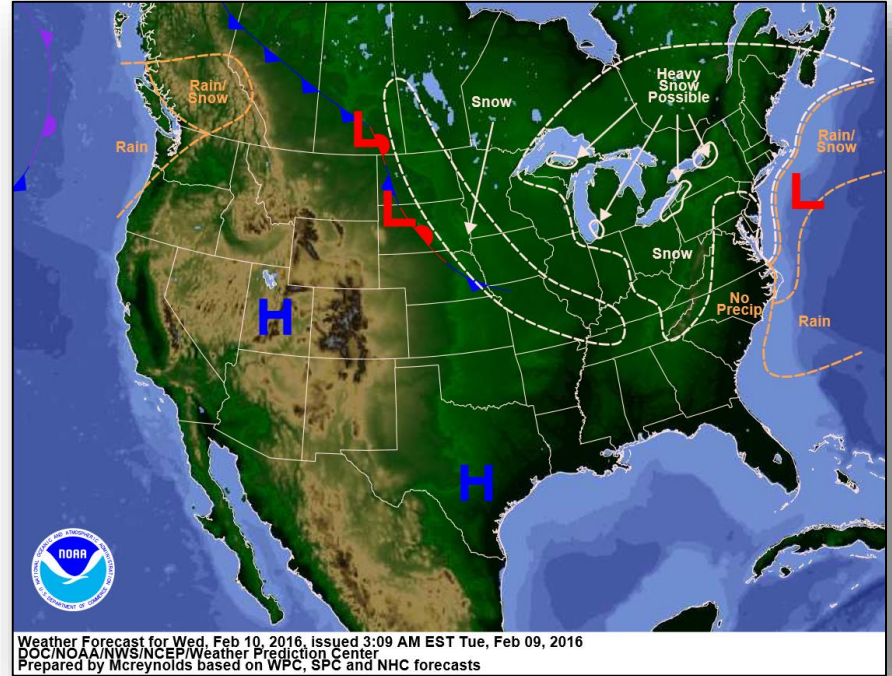 Rain/
Snow
Rain
L
L
H
H
Snow
Heavy
Snow
Possible
Rain/
Snow
L
Snow
No
Precip
Rain
NATIONAL OCEANIC AND ATMOSPHERIC ADMINISTRATION
NOAA
U.S. DEPARTMENT OF COMMERCE
Weather Forecast for Wed, Feb 10, 2016, issued 3:09 AM EST Tue, Feb 09, 2016
DOC/NOAA/NWS/NCEP/Weather Prediction Center
Prepared by Mcreynolds based on WPC, SPC and NHC forecasts